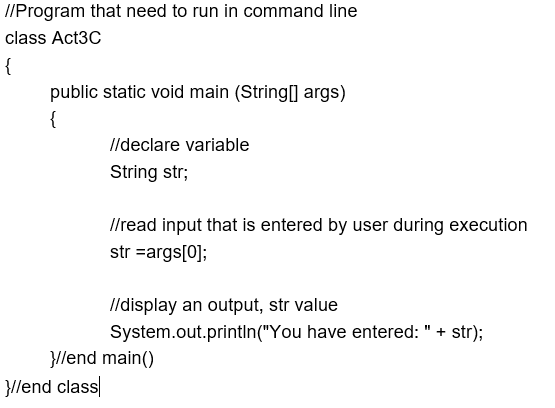 //Program that need to run in command line
class Act3C
{
public static void main (String[] args)
{
//declare variable
String str;
//read input that is entered by user during execution
str =args[0];
//display an output, str value
System.out.println("You have entered: " + str);
}//end main()
}//end class